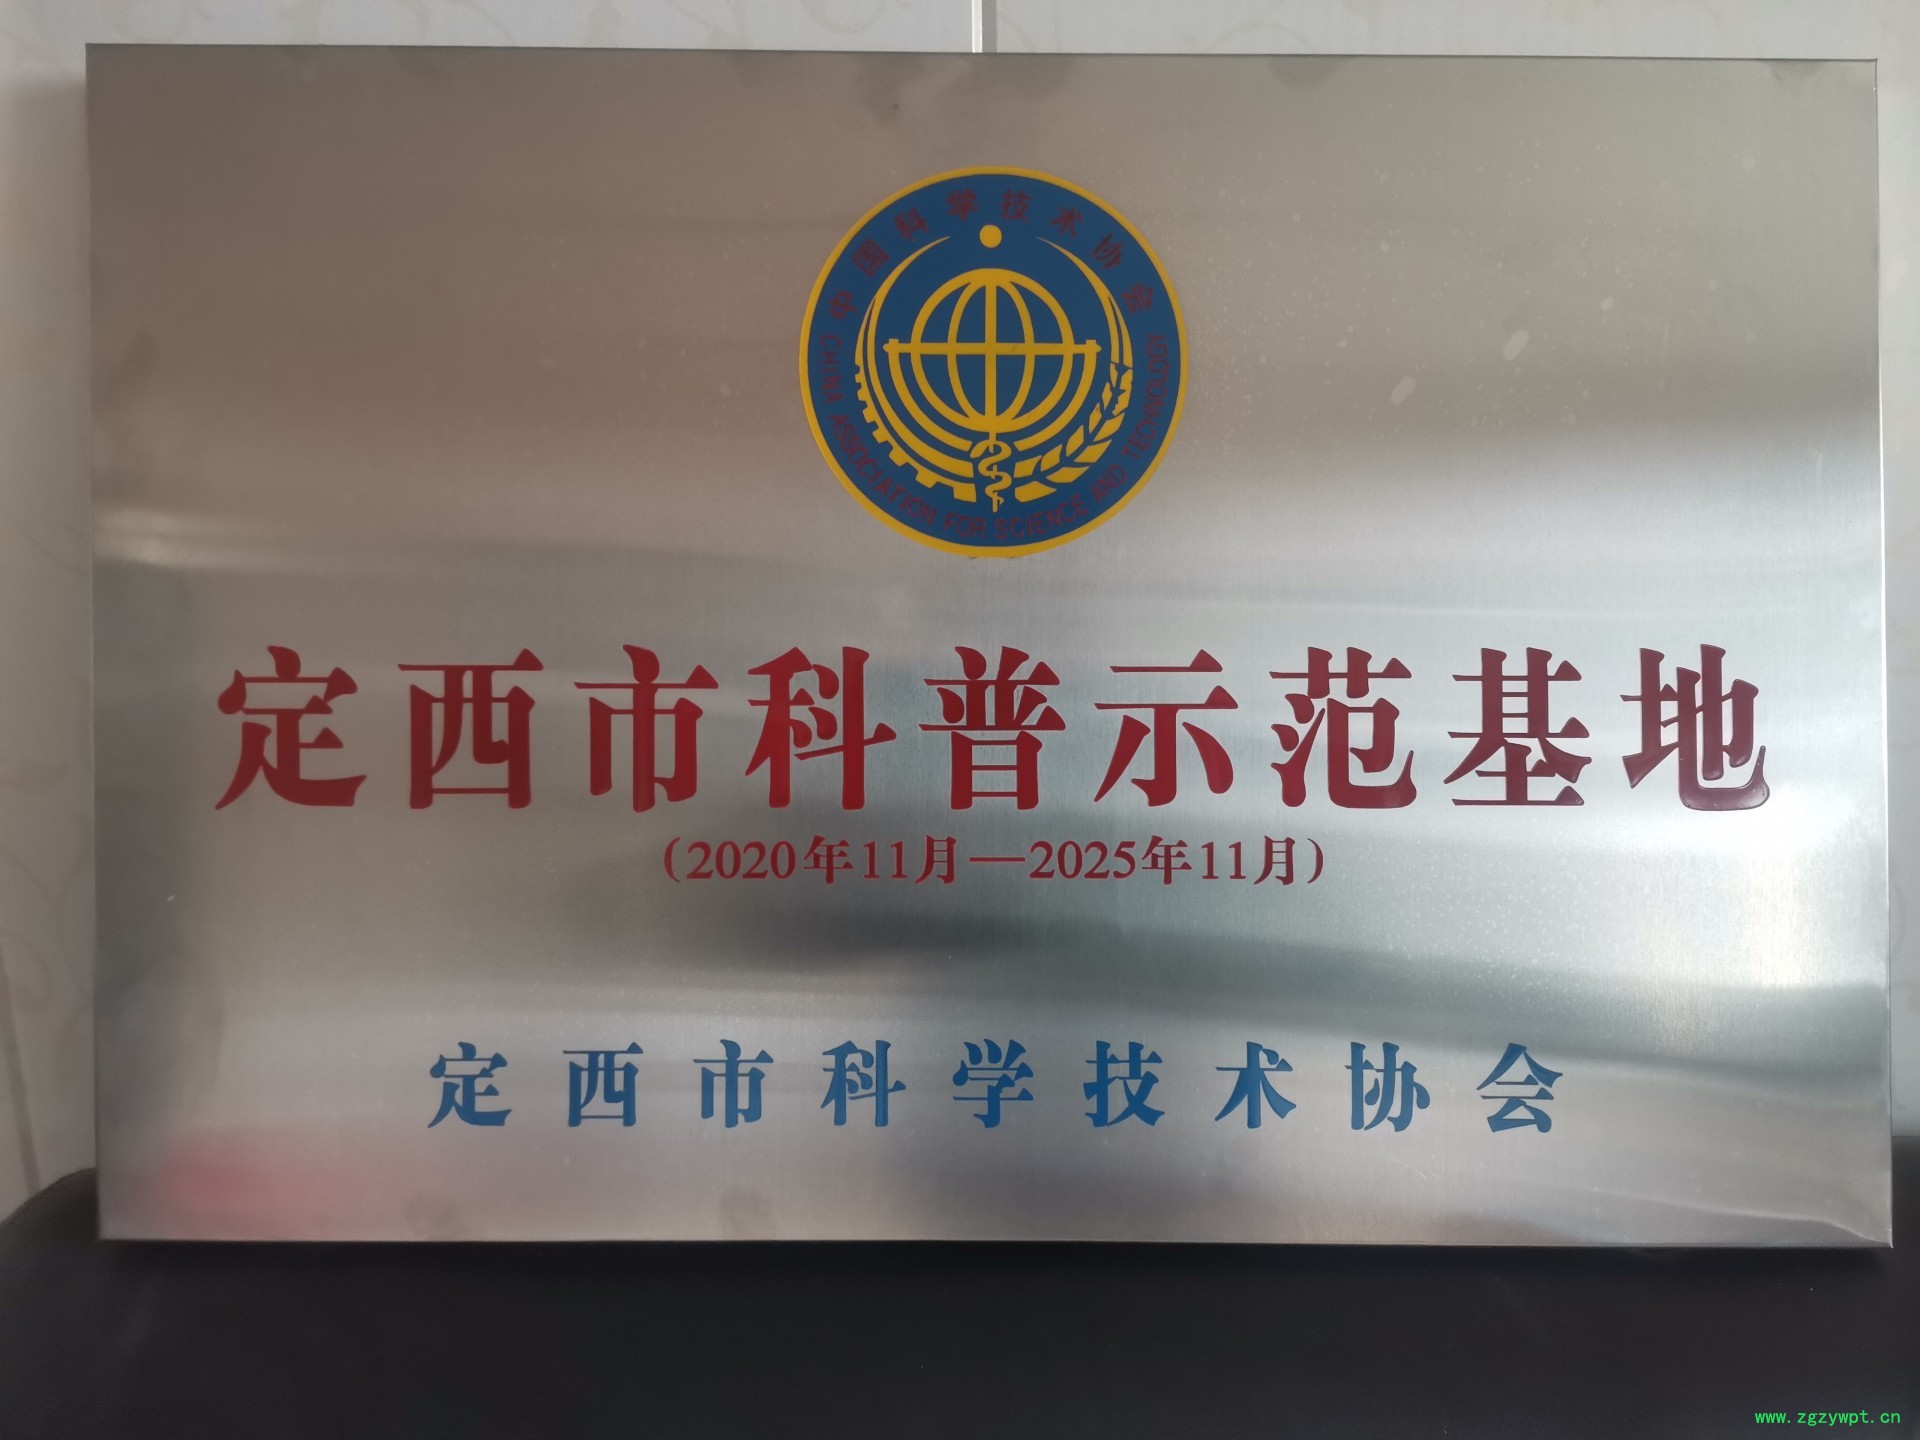 中国科学技术协会
CHINA ASSOCIATION FOR SCIENCE AND TECHNOLOGY
定西市科普示范基地
（2020年11月—2025年11月）
定西市科学技术协会
www.zgzywpt.cn